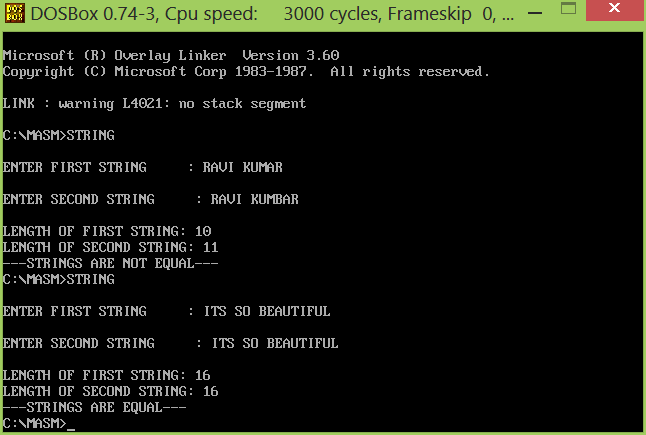 DOSBox 0.74-3, Cpu speed: 3000 cycles, Frameskip 0, ...
Microsoft (R) Overlay Linker Version 3.60
Copyright (C) Microsoft Corp 1983-1987. All rights reserved.
LINK : warning L4021: no stack segment
C:\MASM>STRING
ENTER FIRST STRING : RAVI KUMAR
ENTER SECOND STRING : RAVI KUMBAR
LENGTH OF FIRST STRING: 10
LENGTH OF SECOND STRING: 11
---STRINGS ARE NOT EQUAL---
C:\MASM>STRING
ENTER FIRST STRING : ITS SO BEAUTIFUL
ENTER SECOND STRING : ITS SO BEAUTIFUL
LENGTH OF FIRST STRING: 16
LENGTH OF SECOND STRING: 16
---STRINGS ARE EQUAL---
C:\MASM>_